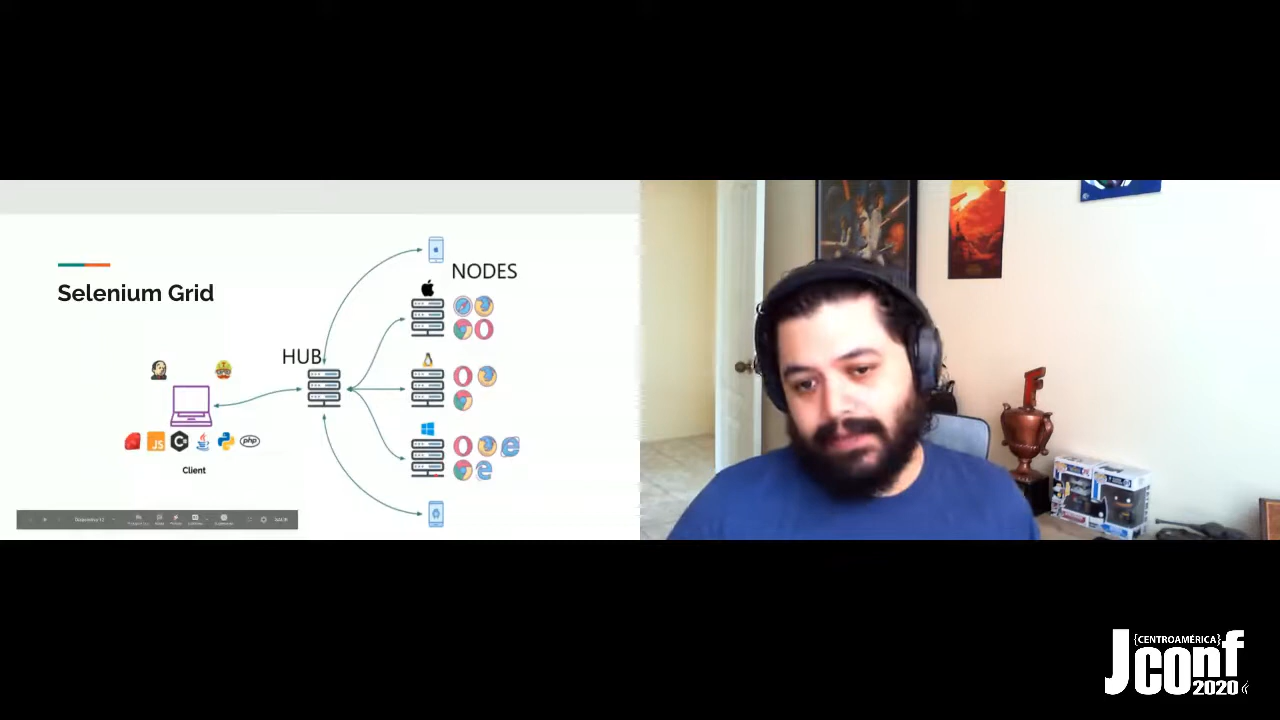 Selenium Grid
NODES
HUB
JS
C#
php
Client
{CENTROAMÉRICA}
Jconf
2020